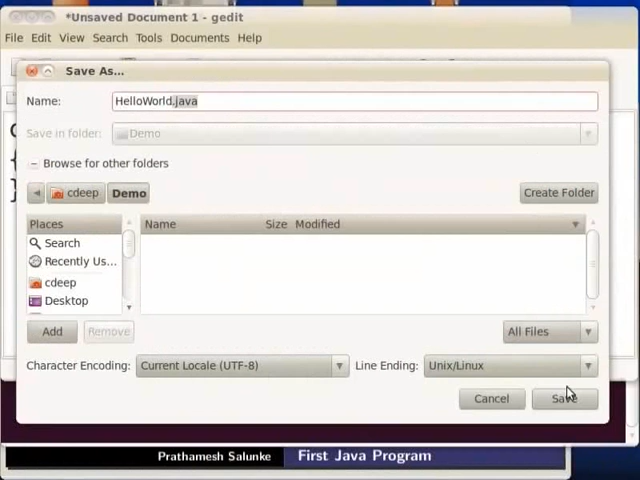 *Unsaved Document 1 - gedit
File Edit View Search Tools Documents Help
Save As...
Name: HelloWorld.java
Save in folder: Demo
Browse for other folders
cdeep Demo Create Folder
Places Name Size Modified
Search
Recently Us...
cdeep
Desktop
Add Remove All Files
Character Encoding: Current Locale (UTF-8) Line Ending: Unix/Linux
Cancel Save
Prathamesh Salunke First Java Program